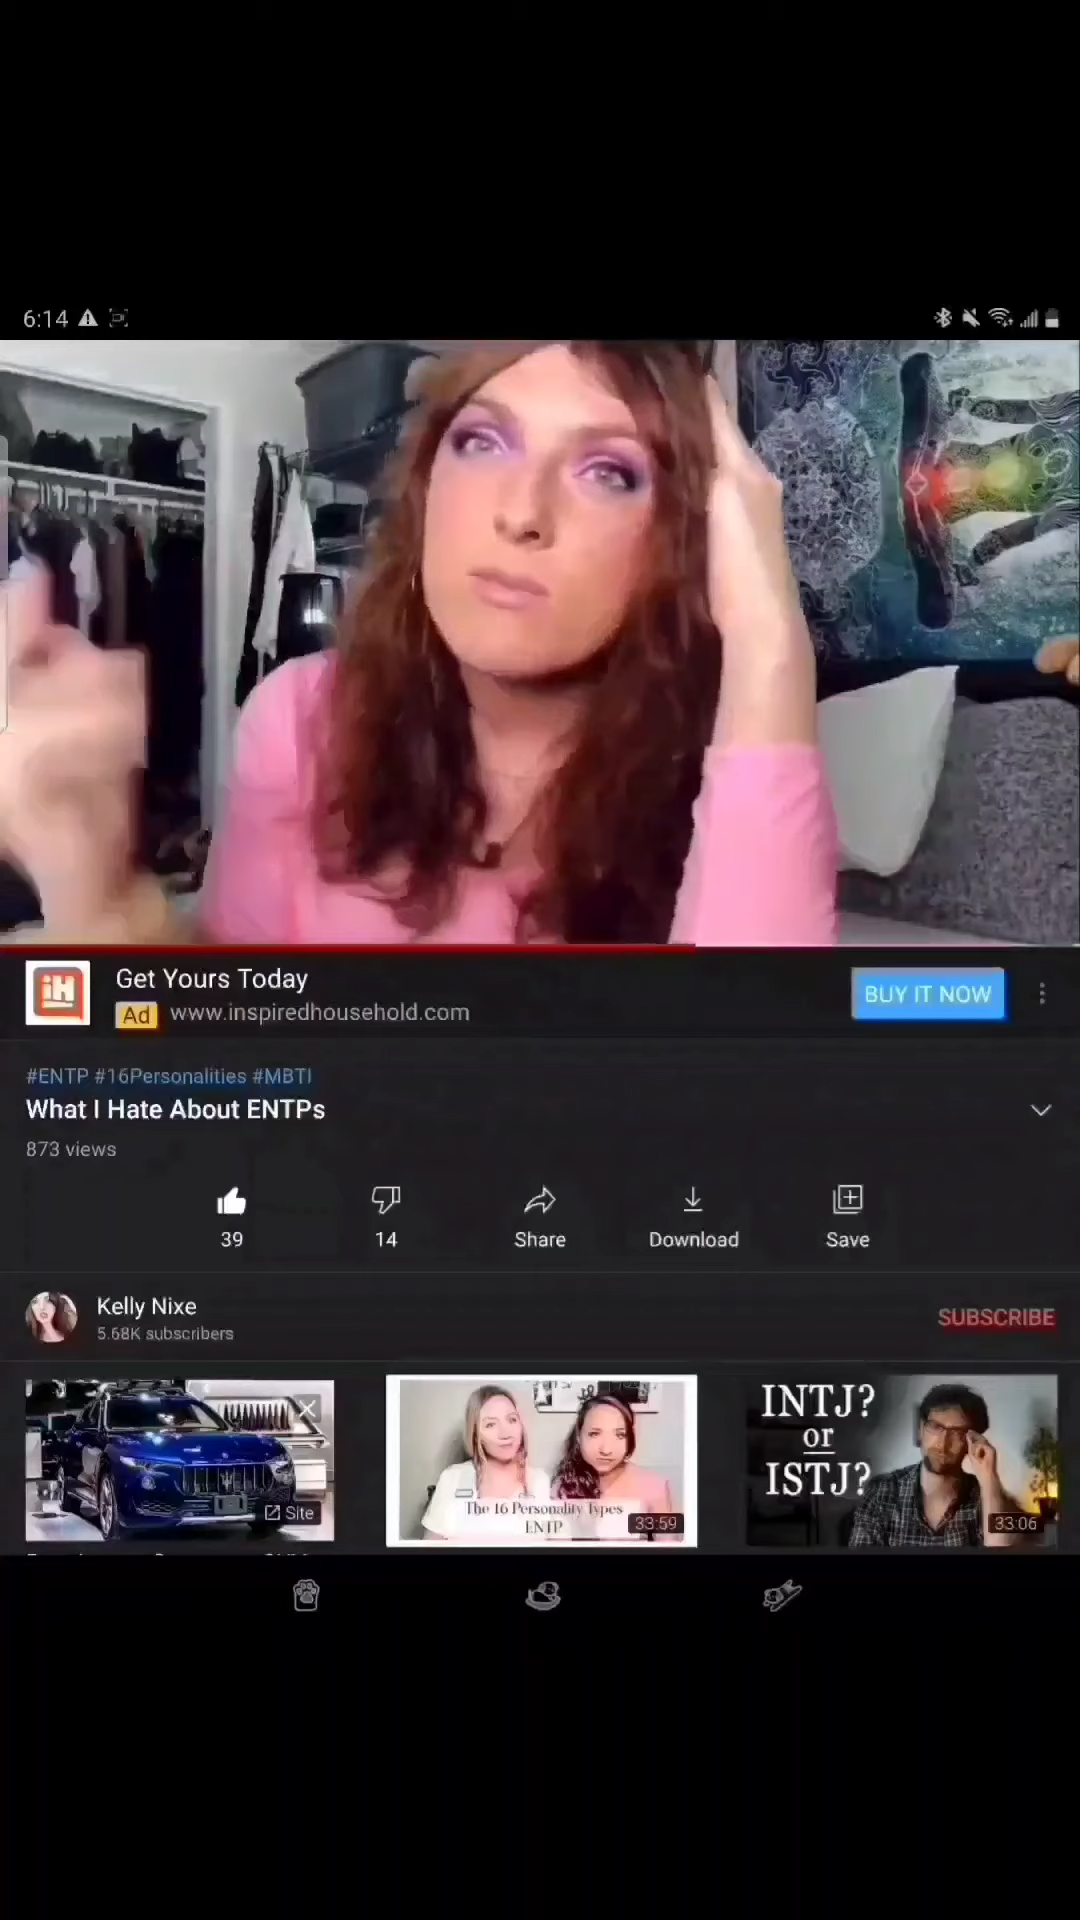 6:14
iH
Get Yours Today
Ad www.inspiredhousehold.com
BUY IT NOW
#ENTP #16Personalities #MBTI
What I Hate About ENTPs
873 views
39
14
Share
Download
Save
Kelly Nixe
5.68K subscribers
SUBSCRIBE
Site
The 16 Personality Types
ENTP
33:59
INTJ?
or
ISTJ?
33:06